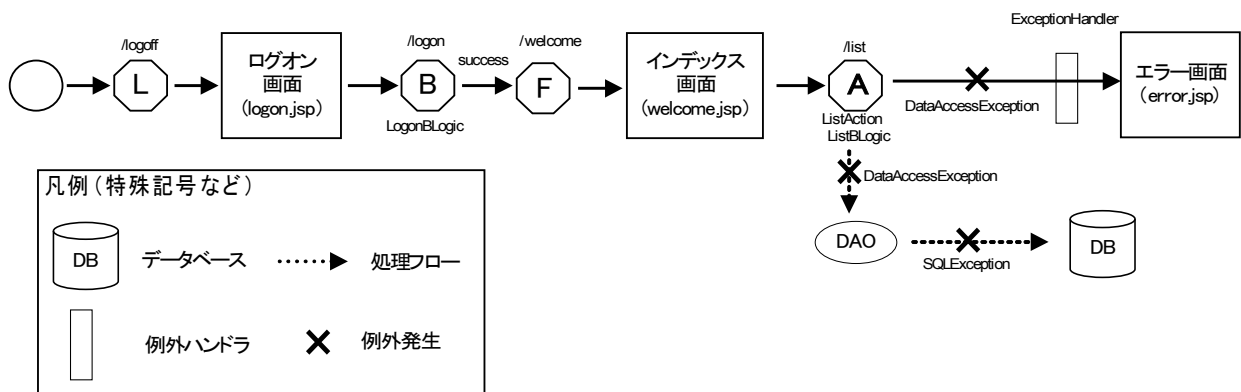 ExceptionHandler
/logoff
L
ログオン
画面
(logon.jsp)
/logon
B
LogonBLogic
success
/welcome
F
インデックス
画面
(welcome.jsp)
/list
A
ListAction
ListBLogic
DataAccessException
エラー画面
(error.jsp)
DataAccessException
DAO
SQLException
DB
凡例(特殊記号など)
DB
データベース
処理フロー
例外ハンドラ
例外発生